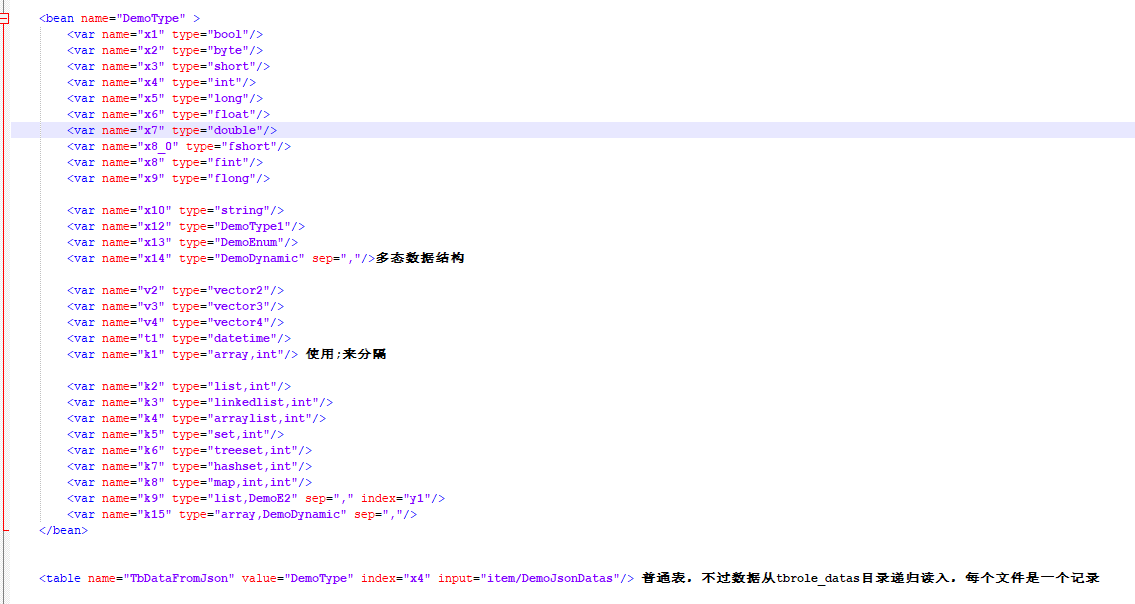 <bean name="DemoType" >
<var name="x1" type="bool"/>
<var name="x2" type="byte"/>
<var name="x3" type="short"/>
<var name="x4" type="int"/>
<var name="x5" type="long"/>
<var name="x6" type="float"/>
<var name="x7" type="double"/>
<var name="x8_0" type="fshort"/>
<var name="x8" type="fint"/>
<var name="x9" type="flong"/>
<var name="x10" type="string"/>
<var name="x12" type="DemoType1"/>
<var name="x13" type="DemoEnum"/>
<var name="x14" type="DemoDynamic" sep=","/>多态数据结构
<var name="v2" type="vector2"/>
<var name="v3" type="vector3"/>
<var name="v4" type="vector4"/>
<var name="t1" type="datetime"/>
<var name="k1" type="array,int"/> 使用;来分隔
<var name="k2" type="list,int"/>
<var name="k3" type="linkedlist,int"/>
<var name="k4" type="arraylist,int"/>
<var name="k5" type="set,int"/>
<var name="k6" type="treeset,int"/>
<var name="k7" type="hashset,int"/>
<var name="k8" type="map,int,int"/>
<var name="k9" type="list,DemoE2" sep="," index="y1"/>
<var name="k15" type="array,DemoDynamic" sep=","/>
</bean>
<table name="TbDataFromJson" value="DemoType" index="x4" input="item/DemoJsonDatas"/> 普通表，不过数据从tbrole_datas目录递归读入，每个文件是一个记录